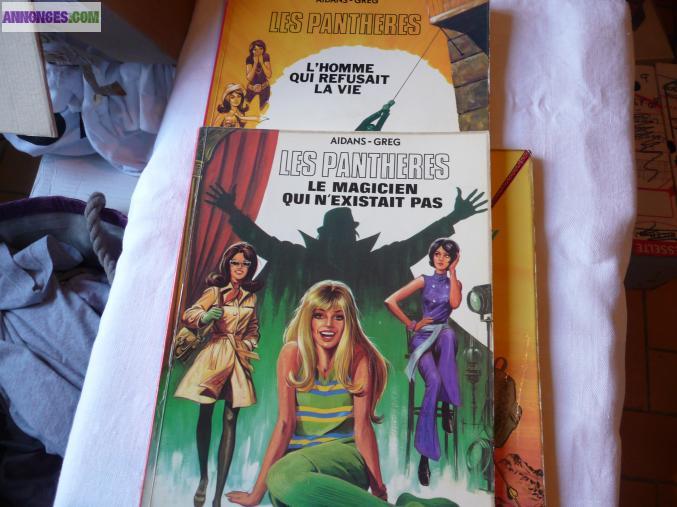 ANNONCES.COM
AIDANS-GREG
LES PANTHERES
L'HOMME
QUI REFUSAIT
LA VIE
AIDANS-GREG
LES PANTHERES
LE MAGICIEN
QUI N'EXISTAIT PAS